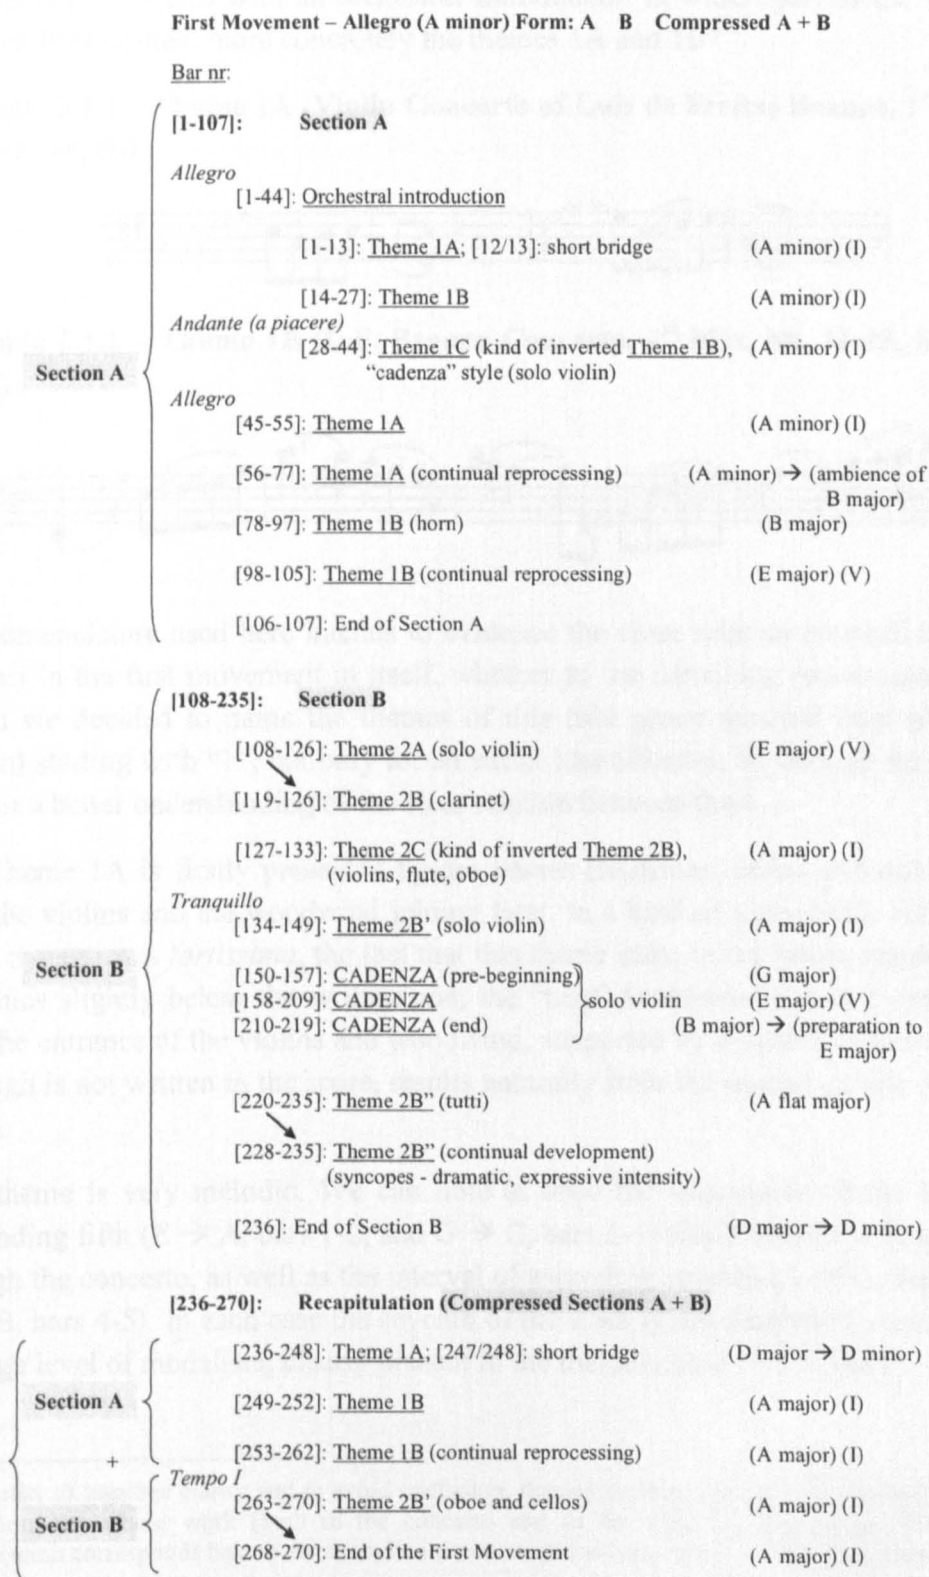 First Movement – Allegro (A minor) Form: A B Compressed A + B
Bar nr:
[1-107]: Section A
Allegro
[1-44]: Orchestral introduction
[1-13]: Theme 1A; [12/13]: short bridge (A minor) (I)
[14-27]: Theme 1B (A minor) (I)
Andante (a piacere)
[28-44]: Theme 1C (kind of inverted Theme 1B), (A minor) (I)
Section A
"cadenza" style (solo violin)
Allegro
[45-55]: Theme 1A (A minor) (I)
[56-77]: Theme 1A (continual reprocessing) (A minor) → (ambience of
B major)
[78-97]: Theme 1B (horn) (B major)
[98-105]: Theme 1B (continual reprocessing) (E major) (V)
[106-107]: End of Section A
[108-235]: Section B
[108-126]: Theme 2A (solo violin) (E major) (V)
[119-126]: Theme 2B (clarinet)
[127-133]: Theme 2C (kind of inverted Theme 2B), (A major) (I)
(violins, flute, oboe)
Tranquillo
[134-149]: Theme 2B' (solo violin) (A major) (I)
Section B
[150-157]: CADENZA (pre-beginning) (G major)
[158-209]: CADENZA solo violin (E major) (V)
[210-219]: CADENZA (end) (B major) → (preparation to
E major)
[220-235]: Theme 2B" (tutti) (A flat major)
[228-235]: Theme 2B" (continual development)
(syncopes - dramatic, expressive intensity)
[236]: End of Section B (D major → D minor)
[236-270]: Recapitulation (Compressed Sections A + B)
[236-248]: Theme 1A; [247/248]: short bridge (D major → D minor)
Section A [249-252]: Theme 1B (A major) (I)
+ [253-262]: Theme 1B (continual reprocessing) (A major) (I)
Tempo I
[263-270]: Theme 2B' (oboe and cellos) (A major) (I)
Section B
[268-270]: End of the First Movement (A major) (I)